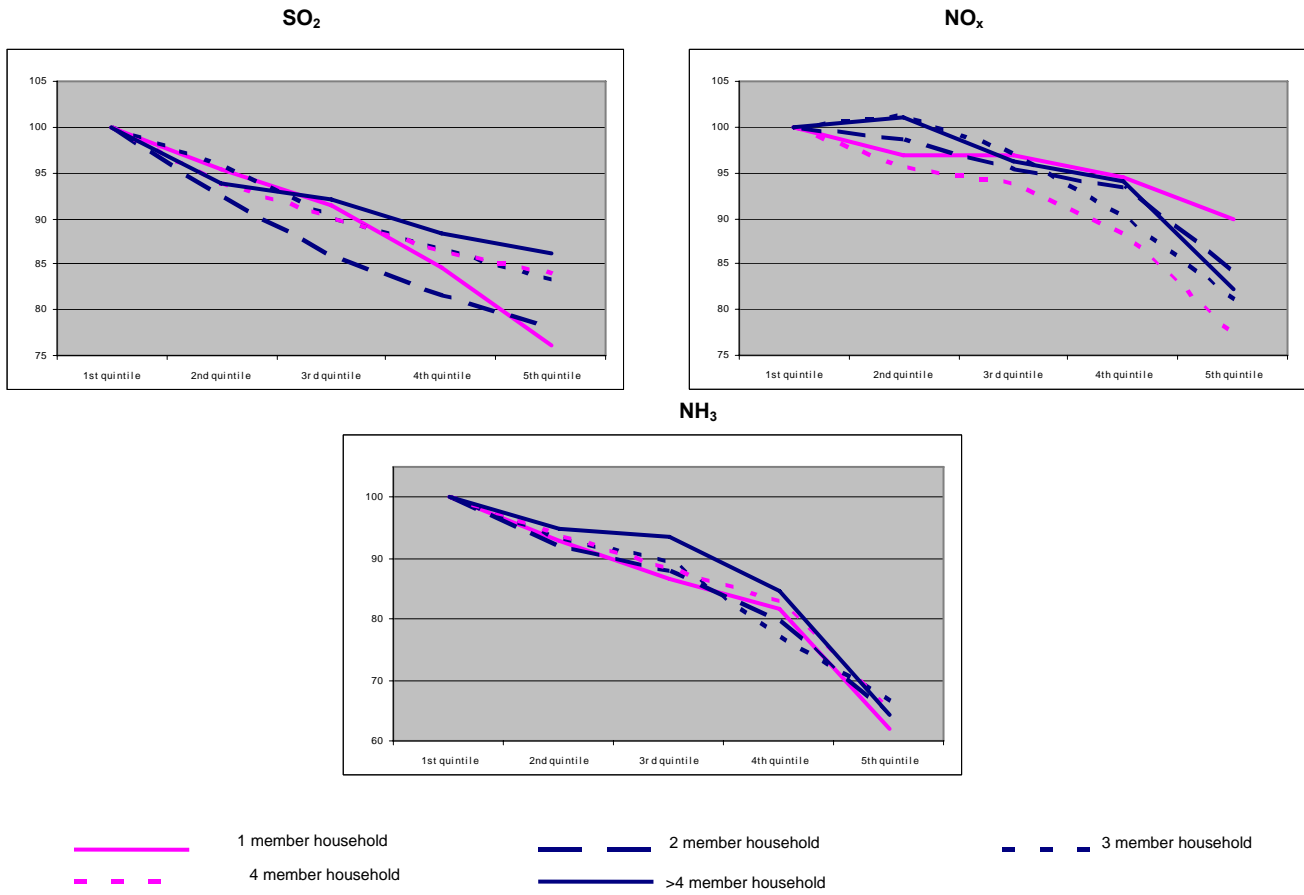 SO₂
105
100
95
90
85
80
75
1st quintile 2nd quintile 3rd quintile 4th quintile 5th quintile
NOₓ
105
100
95
90
85
80
75
1st quintile 2nd quintile 3rd quintile 4th quintile 5th quintile
NH₃
100
90
80
70
60
1st quintile 2nd quintile 3rd quintile 4th quintile 5th quintile
1 member household 2 member household 3 member household
4 member household >4 member household